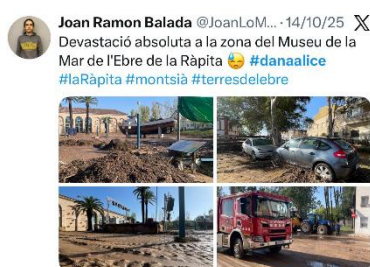 Joan Ramon Balada @JoanLoM... · 14/10/25
Devastació absoluta a la zona del Museu de la
Mar de l'Ebre de la Ràpita 😓 #danaalice
#laRàpita #montsià #terresdelebre